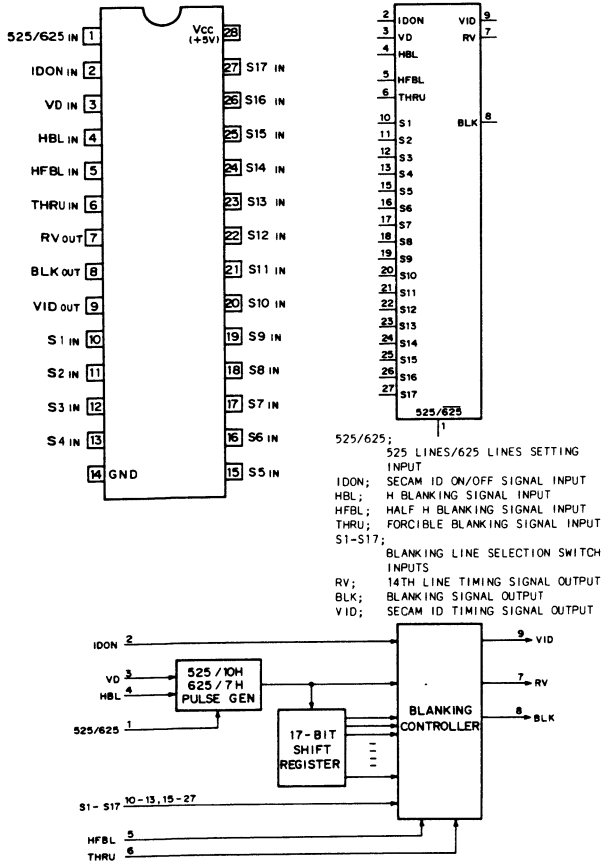 525/625 IN 1
IDON IN 2
VD IN 3
HBL IN 4
HFBL IN 5
THRU IN 6
RV OUT 7
BLK OUT 8
VID OUT 9
S1 IN 10
S2 IN 11
S3 IN 12
S4 IN 13
14 GND
VCC 28
(+5V)
27 S17 IN
26 S16 IN
25 S15 IN
24 S14 IN
23 S13 IN
22 S12 IN
21 S11 IN
20 S10 IN
19 S9 IN
18 S8 IN
17 S7 IN
16 S6 IN
15 S5 IN
2 IDON VID 9
3 VD RV 7
4 HBL
5 HFBL
6 THRU
10 S1 BLK 8
11 S2
12 S3
13 S4
15 S5
16 S6
17 S7
18 S8
19 S9
20 S10
21 S11
22 S12
23 S13
24 S14
25 S15
26 S16
27 S17
525/6̅2̅5̅
1
525/625;
525 LINES/625 LINES SETTING
INPUT
IDON; SECAM ID ON/OFF SIGNAL INPUT
HBL; H BLANKING SIGNAL INPUT
HFBL; HALF H BLANKING SIGNAL INPUT
THRU; FORCIBLE BLANKING SIGNAL INPUT
S1-S17;
BLANKING LINE SELECTION SWITCH
INPUTS
RV; 14TH LINE TIMING SIGNAL OUTPUT
BLK; BLANKING SIGNAL OUTPUT
VID; SECAM ID TIMING SIGNAL OUTPUT
IDON 2
VD 3
HBL 4
525/625 1
525/10H
625/7H
PULSE GEN
17-BIT
SHIFT
REGISTER
BLANKING
CONTROLLER
9 VID
7 RV
8 BLK
S1-S17 10-13,15-27
HFBL 5
THRU 6